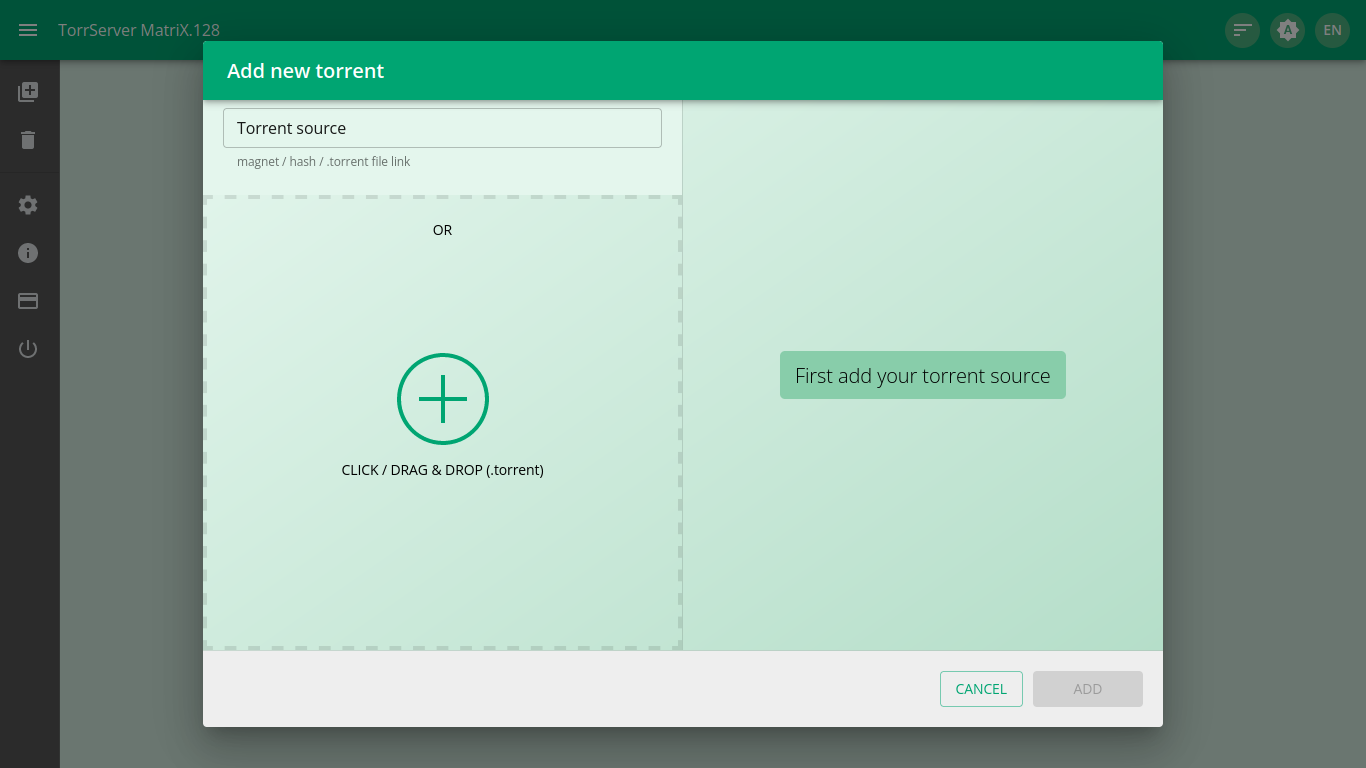 TorrServer MatriX.128
A
EN
Add new torrent
Torrent source
magnet / hash / .torrent file link
OR
CLICK / DRAG & DROP (.torrent)
First add your torrent source
CANCEL
ADD